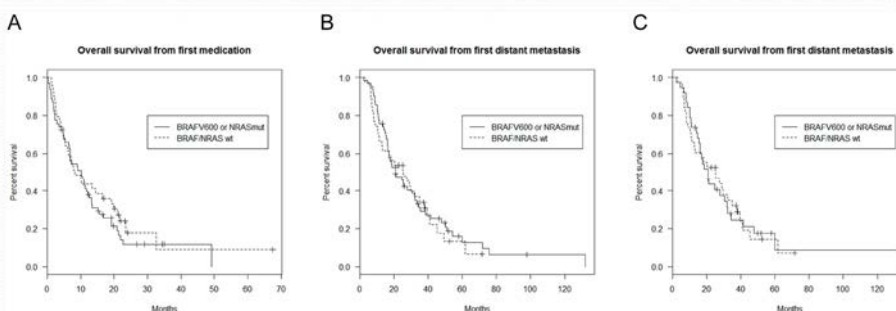 A
Overall survival from first medication
Percent survival
1.0
0.8
0.6
0.4
0.2
0.0
BRAFV600 or NRASmut
BRAF/NRAS wt
0 10 20 30 40 50 60 70
Months
B
Overall survival from first distant metastasis
Percent survival
1.0
0.8
0.6
0.4
0.2
0.0
BRAFV600 or NRASmut
BRAF/NRAS wt
0 20 40 60 80 100 120
Months
C
Overall survival from first distant metastasis
Percent survival
1.0
0.8
0.6
0.4
0.2
0.0
BRAFV600 or NRASmut
BRAF/NRAS wt
0 20 40 60 80 100 120
Months